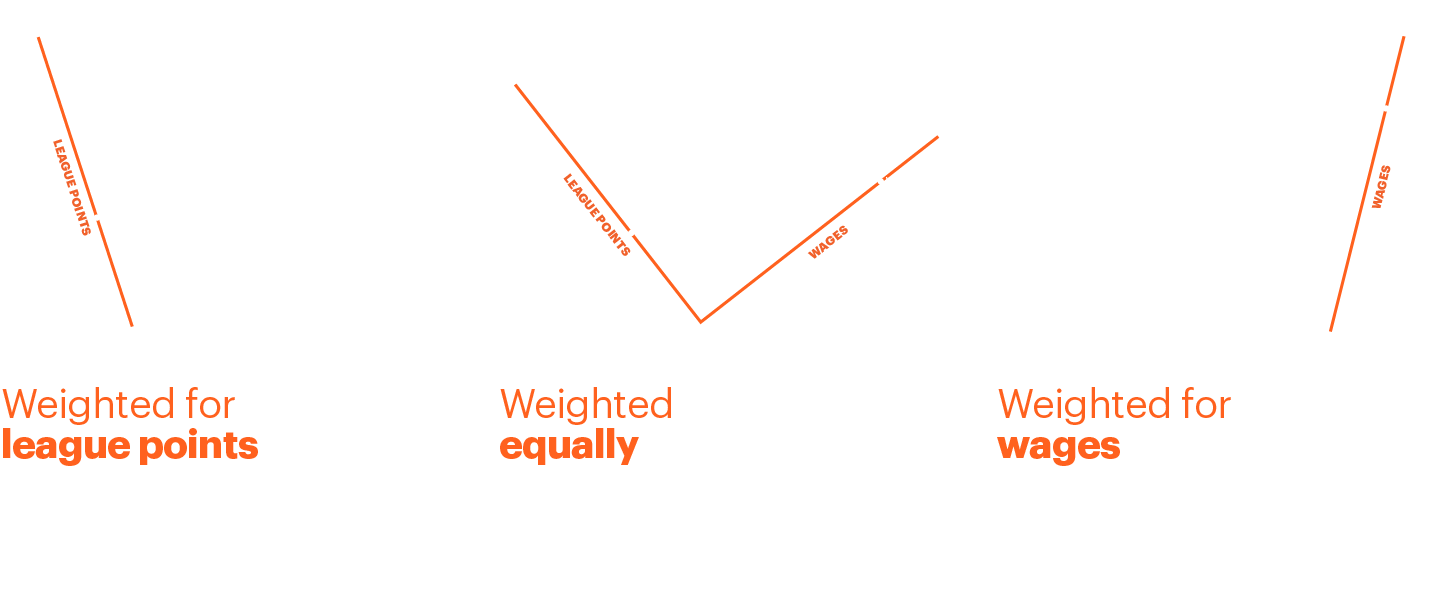 LEAGUE POINTS
LEAGUE POINTS
WAGES
WAGES
Weighted for
league points
Weighted
equally
Weighted for
wages